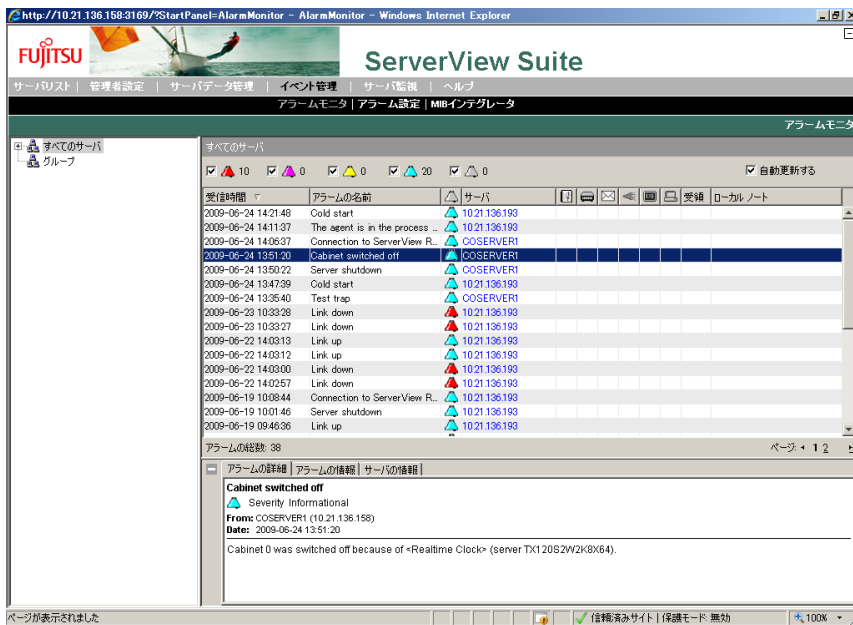 http://10.21.136.158:3169/?StartPanel=AlarmMonitor - AlarmMonitor - Windows Internet Explorer
FUJITSU
ServerView Suite
サーバリスト | 管理者設定 | サーバデータ管理 | イベント管理 | サーバ監視 | ヘルプ
アラームモニタ | アラーム設定 | MIBインテグレータ
アラームモニタ
すべてのサーバ
グループ
すべてのサーバ
10 0 0 20 0 自動更新する
受信時間 アラームの名前 サーバ 受領 ローカル ノート
2009-06-24 14:21:48 Cold start 10.21.136.193
2009-06-24 14:11:37 The agent is in the process ... 10.21.136.193
2009-06-24 14:06:37 Connection to ServerView R... COSERVER1
2009-06-24 13:51:20 Cabinet switched off COSERVER1
2009-06-24 13:50:22 Server shutdown COSERVER1
2009-06-24 13:47:39 Cold start 10.21.136.193
2009-06-24 13:35:40 Test trap COSERVER1
2009-06-23 10:33:28 Link down 10.21.136.193
2009-06-23 10:33:27 Link down 10.21.136.193
2009-06-22 14:03:13 Link up 10.21.136.193
2009-06-22 14:03:12 Link up 10.21.136.193
2009-06-22 14:03:00 Link down 10.21.136.193
2009-06-22 14:02:57 Link down 10.21.136.193
2009-06-19 10:08:44 Connection to ServerView R... 10.21.136.193
2009-06-19 10:01:46 Server shutdown 10.21.136.193
2009-06-19 09:46:36 Link up 10.21.136.193
アラームの総数: 38 ページ: 1 2
アラームの詳細 | アラームの情報 | サーバの情報 |
Cabinet switched off
Severity Informational
From: COSERVER1 (10.21.136.158)
Date: 2009-06-24 13:51:20
Cabinet 0 was switched off because of <Realtime Clock> (server TX120S2W2K8X64).
ページが表示されました 信頼済みサイト | 保護モード: 無効 100%